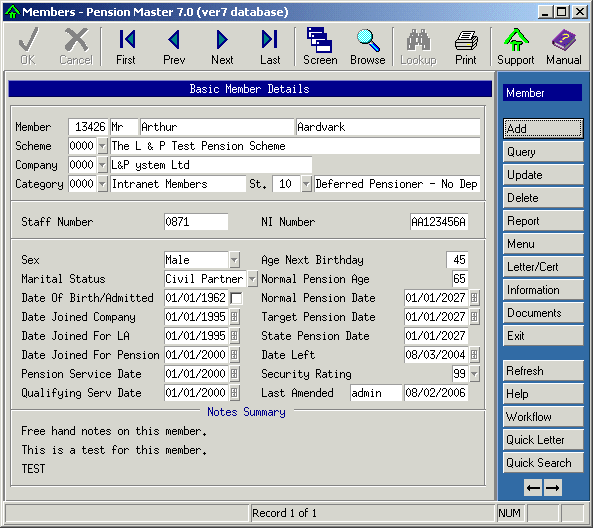 Members - Pension Master 7.0 (ver7 database)
OK Cancel First Prev Next Last Screen Browse Lookup Print Support Manual
Basic Member Details
Member 13426 Mr Arthur Aardvark
Scheme 0000 The L & P Test Pension Scheme
Company 0000 L&P ystem Ltd
Category 0000 Intranet Members St. 10 Deferred Pensioner - No Dep
Staff Number 0871 NI Number AA123456A
Sex Male Age Next Birthday 45
Marital Status Civil Partner Normal Pension Age 65
Date Of Birth/Admitted 01/01/1962 Normal Pension Date 01/01/2027
Date Joined Company 01/01/1995 Target Pension Date 01/01/2027
Date Joined For LA 01/01/1995 State Pension Date 01/01/2027
Date Joined For Pension 01/01/2000 Date Left 08/03/2004
Pension Service Date 01/01/2000 Security Rating 99
Qualifying Serv Date 01/01/2000 Last Amended admin 08/02/2006
Notes Summary
Free hand notes on this member.
This is a test for this member.
TEST
Member
Add
Query
Update
Delete
Report
Menu
Letter/Cert
Information
Documents
Exit
Refresh
Help
Workflow
Quick Letter
Quick Search
Record 1 of 1 NUM